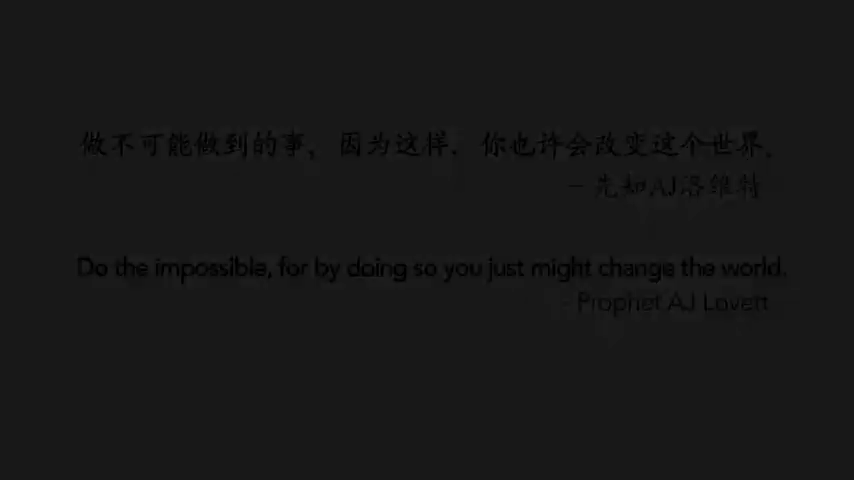 做不可能做到的事，因为这样，你也许会改变这个世界。
- 先知AJ洛维特
Do the impossible, for by doing so you just might change the world.
- Prophet AJ Lovett